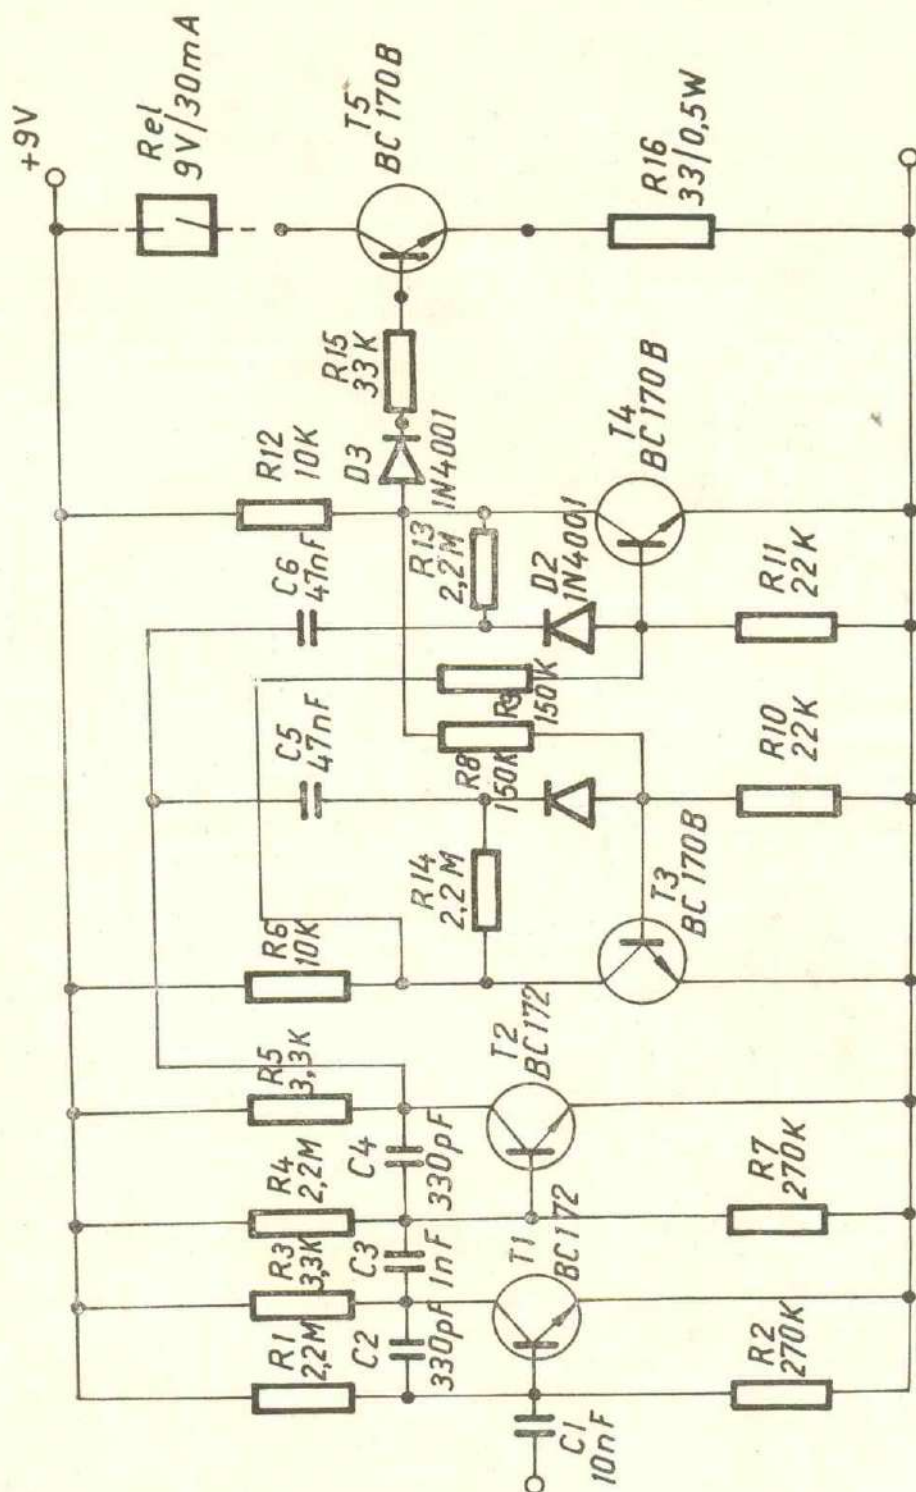 +9V
Rel
9V/30mA
R1
2,2M
R3
3,3K
R4
2,2M
R5
3,3K
R6
10K
C5
47nF
C6
47nF
R12
10K
T5
BC170B
C2
330pF
C3
1nF
C4
330pF
R14
2,2M
R8
150K
R9
150K
R13
2,2M
D3
1N4001
R15
33K
C1
10nF
T1
BC172
T2
BC172
T3
BC170B
D2
1N4001
T4
BC170B
R16
33/0,5W
R2
270K
R7
270K
R10
22K
R11
22K